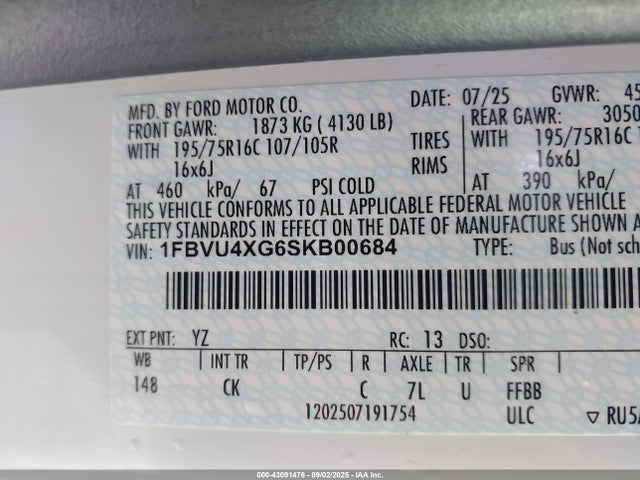 MFD. BY FORD MOTOR CO. DATE: 07/25 GVWR: 45
FRONT GAWR: 1873 KG ( 4130 LB) REAR GAWR: 3050
WITH 195/75R16C 107/105R TIRES WITH 195/75R16C
16x6J RIMS 16x6J
AT 460 kPa/ 67 PSI COLD AT 390 kPa/
THIS VEHICLE CONFORMS TO ALL APPLICABLE FEDERAL MOTOR VEHICLE
SAFETY STANDARDS IN EFFECT ON THE DATE OF MANUFACTURE SHOWN A
VIN: 1FBVU4XG6SKB00684 TYPE: Bus (Not sch
EXT PNT: YZ RC: 13 DSO:
WB INT TR TP/PS R AXLE TR SPR
148 CK C 7L U FFBB
1202507191754 ULC ▽ RU5A
000-43091476 - 09/02/2025 - IAA Inc.